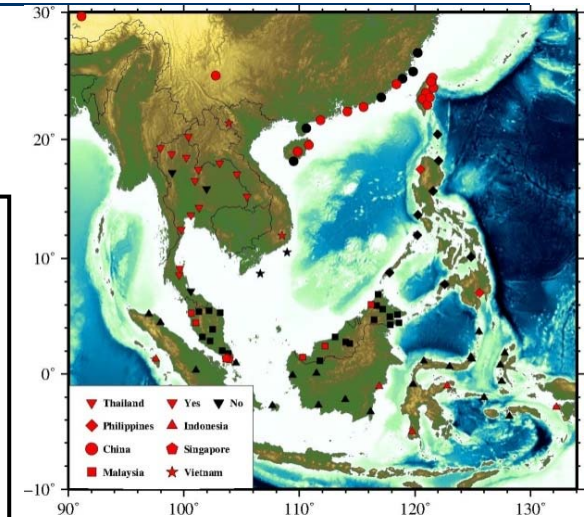 30°
20°
10°
0°
−10°
90° 100° 110° 120° 130°
Thailand Yes No
Philippines Indonesia
China Singapore
Malaysia Vietnam